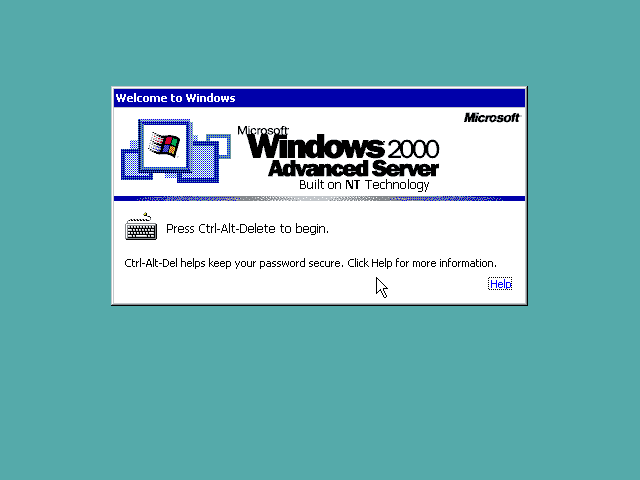 Welcome to Windows
Microsoft
Microsoft
Windows 2000
Advanced Server
Built on NT Technology
Press Ctrl-Alt-Delete to begin.
Ctrl-Alt-Del helps keep your password secure. Click Help for more information.
Help